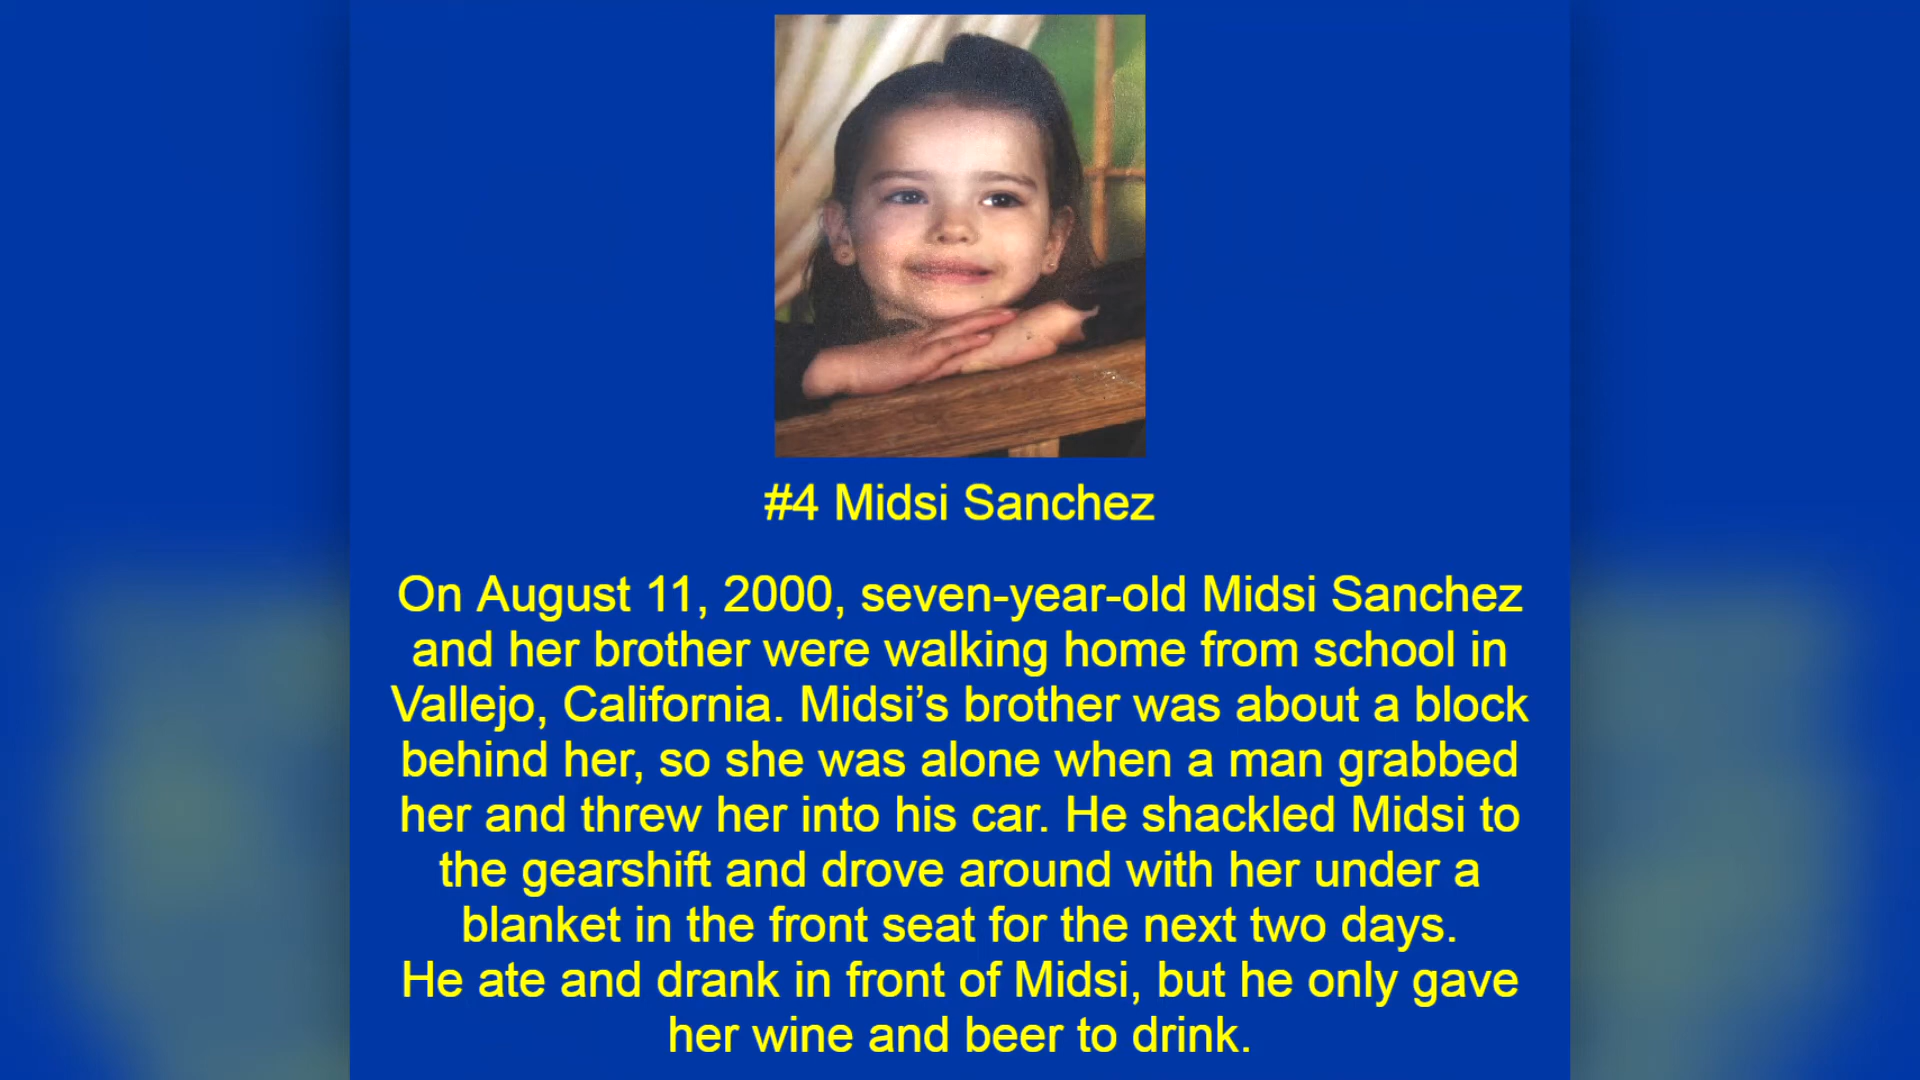 #4 Midsi Sanchez
On August 11, 2000, seven-year-old Midsi Sanchez
and her brother were walking home from school in
Vallejo, California. Midsi’s brother was about a block
behind her, so she was alone when a man grabbed
her and threw her into his car. He shackled Midsi to
the gearshift and drove around with her under a
blanket in the front seat for the next two days.
He ate and drank in front of Midsi, but he only gave
her wine and beer to drink.